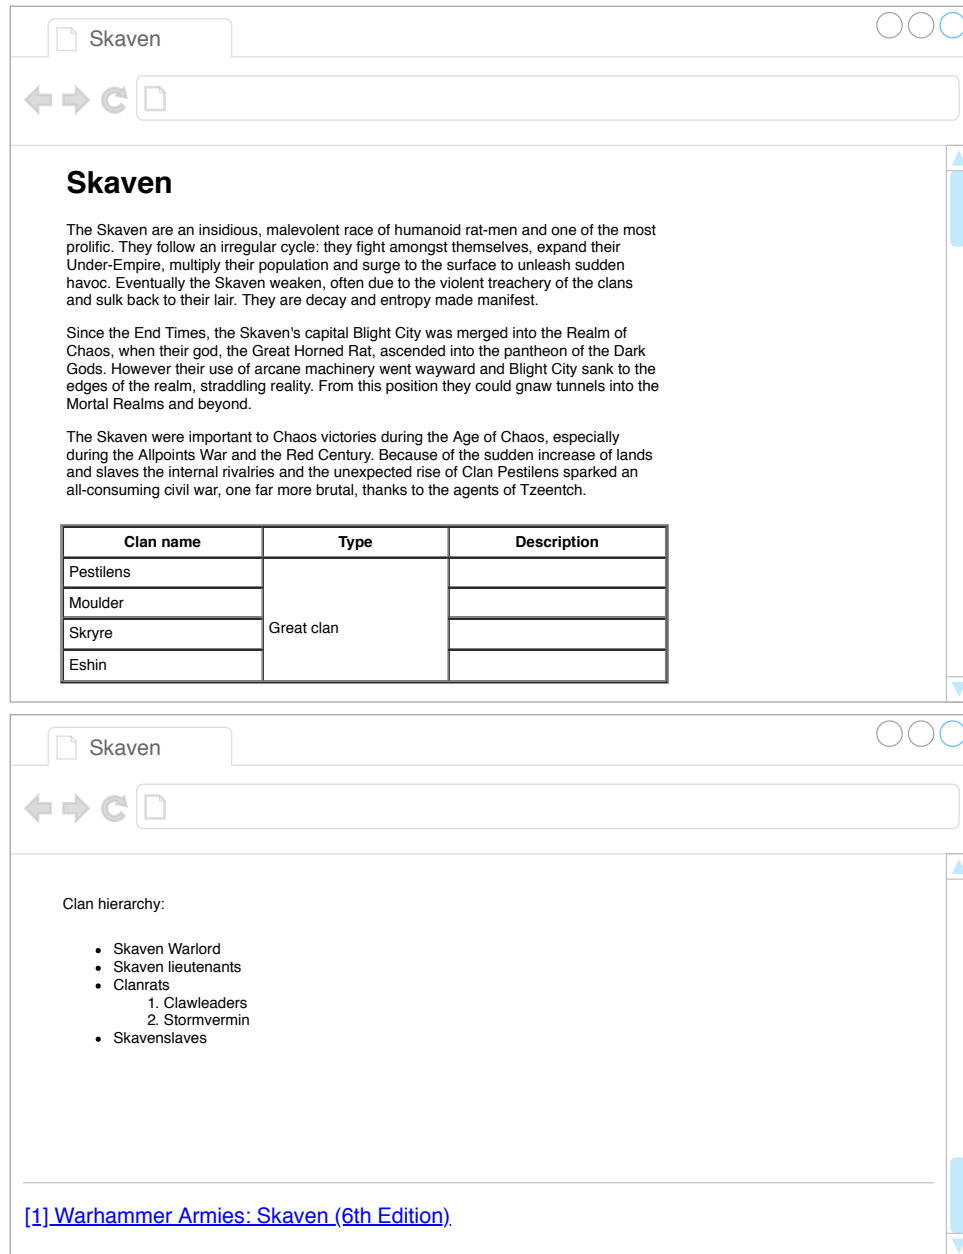 Skaven
Skaven
The Skaven are an insidious, malevolent race of humanoid rat-men and one of the most
prolific. They follow an irregular cycle: they fight amongst themselves, expand their
Under-Empire, multiply their population and surge to the surface to unleash sudden
havoc. Eventually the Skaven weaken, often due to the violent treachery of the clans
and sulk back to their lair. They are decay and entropy made manifest.
Since the End Times, the Skaven's capital Blight City was merged into the Realm of
Chaos, when their god, the Great Horned Rat, ascended into the pantheon of the Dark
Gods. However their use of arcane machinery went wayward and Blight City sank to the
edges of the realm, straddling reality. From this position they could gnaw tunnels into the
Mortal Realms and beyond.
The Skaven were important to Chaos victories during the Age of Chaos, especially
during the Allpoints War and the Red Century. Because of the sudden increase of lands
and slaves the internal rivalries and the unexpected rise of Clan Pestilens sparked an
all-consuming civil war, one far more brutal, thanks to the agents of Tzeentch.
Clan name Type Description
Pestilens
Moulder
Great clan
Skryre
Eshin
Skaven
Clan hierarchy:
• Skaven Warlord
• Skaven lieutenants
• Clanrats
1. Clawleaders
2. Stormvermin
• Skavenslaves
[1] Warhammer Armies: Skaven (6th Edition)